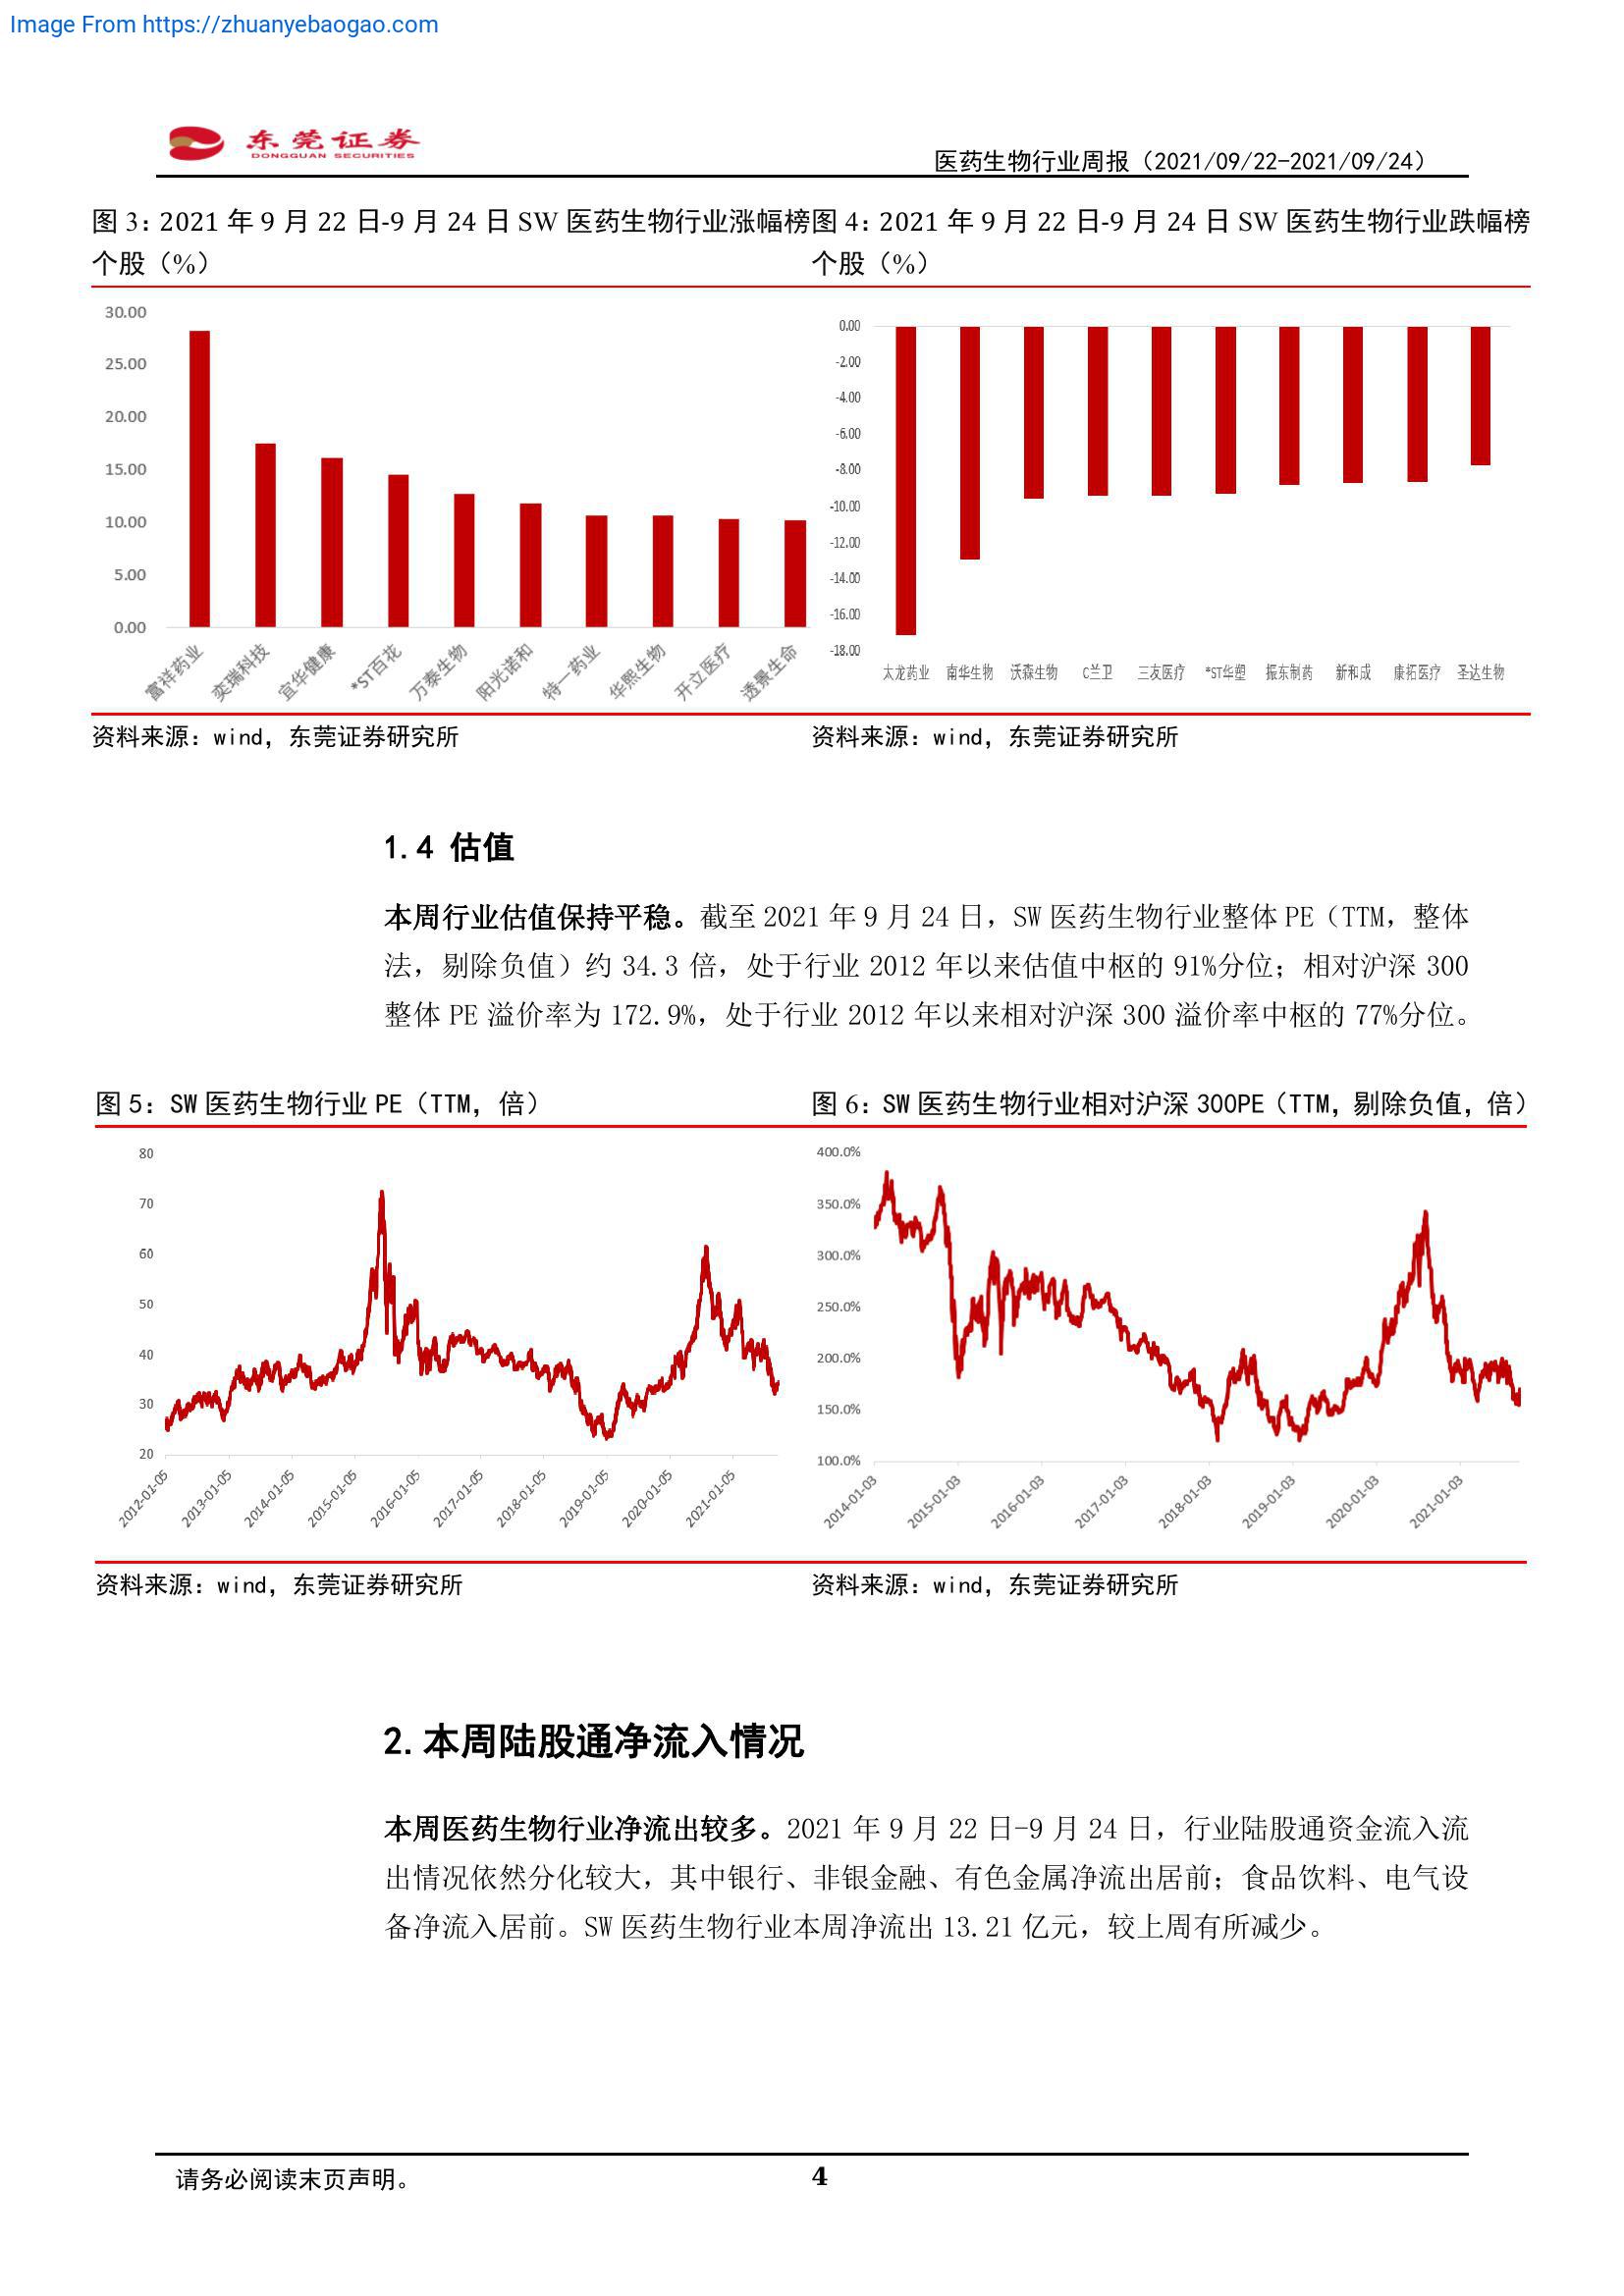 Image From https://zhuanyebaogao.com
东莞证券
DONGGUAN SECURITIES
医药生物行业周报（2021/09/22-2021/09/24）
图 3：2021 年 9 月 22 日-9 月 24 日 SW 医药生物行业涨幅榜
个股（%）
30.00
25.00
20.00
15.00
10.00
5.00
0.00
富祥药业
奕瑞科技
宜华健康
*ST百花
万泰生物
阳光诺和
特一药业
华熙生物
开立医疗
透景生命
资料来源：wind，东莞证券研究所
图 4：2021 年 9 月 22 日-9 月 24 日 SW 医药生物行业跌幅榜
个股（%）
0.00
-2.00
-4.00
-6.00
-8.00
-10.00
-12.00
-14.00
-16.00
-18.00
太龙药业 南华生物 沃森生物 C兰卫 三友医疗 *ST华塑 振东制药 新和成 康拓医疗 圣达生物
资料来源：wind，东莞证券研究所
1.4 估值
本周行业估值保持平稳。截至 2021 年 9 月 24 日，SW 医药生物行业整体 PE（TTM，整体
法，剔除负值）约 34.3 倍，处于行业 2012 年以来估值中枢的 91%分位；相对沪深 300
整体 PE 溢价率为 172.9%，处于行业 2012 年以来相对沪深 300 溢价率中枢的 77%分位。
图 5：SW 医药生物行业 PE（TTM，倍）
80
70
60
50
40
30
20
2012-01-05
2013-01-05
2014-01-05
2015-01-05
2016-01-05
2017-01-05
2018-01-05
2019-01-05
2020-01-05
2021-01-05
资料来源：wind，东莞证券研究所
图 6：SW 医药生物行业相对沪深 300PE（TTM，剔除负值，倍）
400.0%
350.0%
300.0%
250.0%
200.0%
150.0%
100.0%
2014-01-03
2015-01-03
2016-01-03
2017-01-03
2018-01-03
2019-01-03
2020-01-03
2021-01-03
资料来源：wind，东莞证券研究所
2.本周陆股通净流入情况
本周医药生物行业净流出较多。2021 年 9 月 22 日-9 月 24 日，行业陆股通资金流入流
出情况依然分化较大，其中银行、非银金融、有色金属净流出居前；食品饮料、电气设
备净流入居前。SW 医药生物行业本周净流出 13.21 亿元，较上周有所减少。
请务必阅读末页声明。
4